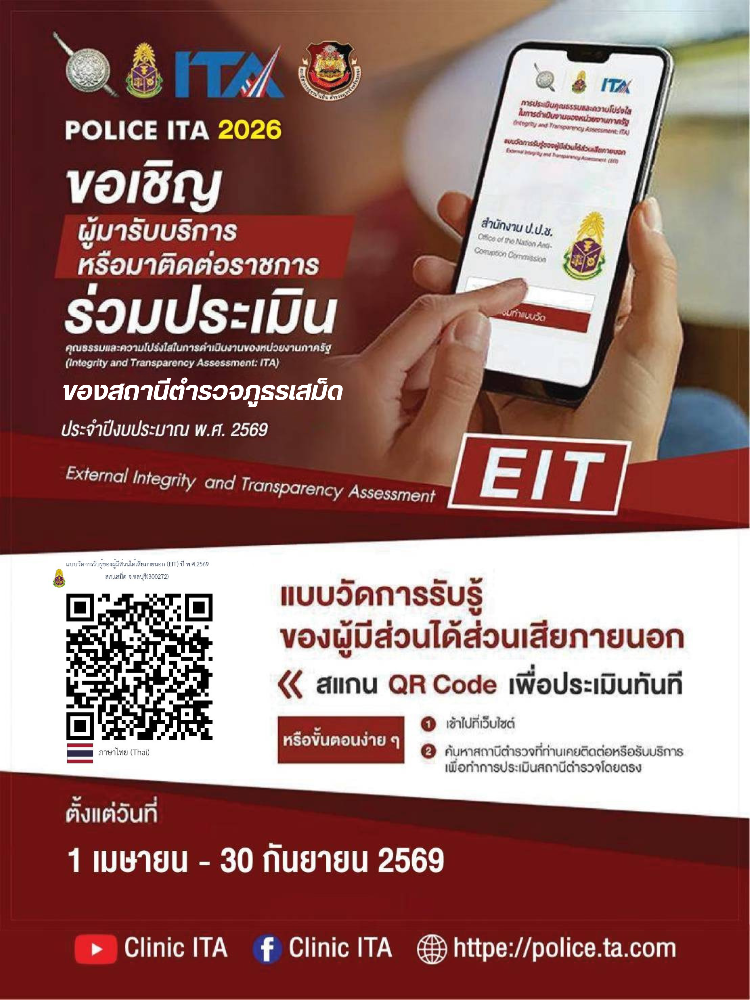 ITA
POLICE ITA 2026
ขอเชิญ
ผู้มารับบริการ
หรือมาติดต่อราชการ
ร่วมประเมิน
คุณธรรมและความโปร่งใสในการดำเนินงานของหน่วยงานภาครัฐ
(Integrity and Transparency Assessment: ITA)
ของสถานีตำรวจภูธรเสม็ด
ประจำปีงบประมาณ พ.ศ. 2569
ITA
การประเมินคุณธรรมและความโปร่งใส
ในการดำเนินงานของหน่วยงานภาครัฐ
(Integrity and Transparency Assessment: ITA)
แบบวัดการรับรู้ของผู้มีส่วนได้ส่วนเสียภายนอก
External Integrity and Transparency Assessment (EIT)
สำนักงาน ป.ป.ช.
Office of the Nation Anti-
Corruption Commission
ทำแบบวัด
External Integrity and Transparency Assessment
EIT
แบบวัดการรับรู้ของผู้มีส่วนได้เสียภายนอก (EIT) ปี พ.ศ.2569
สภ.เสม็ด จ.ชลบุรี(300272)
ภาษาไทย (Thai)
แบบวัดการรับรู้
ของผู้มีส่วนได้ส่วนเสียภายนอก
« สแกน QR Code เพื่อประเมินทันที
หรือขั้นตอนง่าย ๆ
1 เข้าไปที่เว็บไซต์
2 ค้นหาสถานีตำรวจที่ท่านเคยติดต่อหรือรับบริการ
เพื่อทำการประเมินสถานีตำรวจโดยตรง
ตั้งแต่วันที่
1 เมษายน - 30 กันยายน 2569
Clinic ITA Clinic ITA httpe://police.ta.com